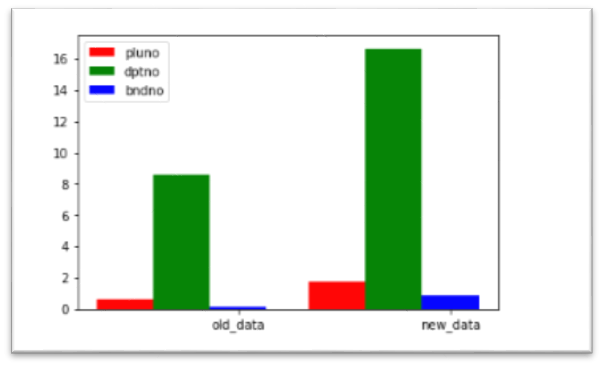 16
14
12
10
8
6
4
2
0
pluno
dptno
bndno
old_data
new_data